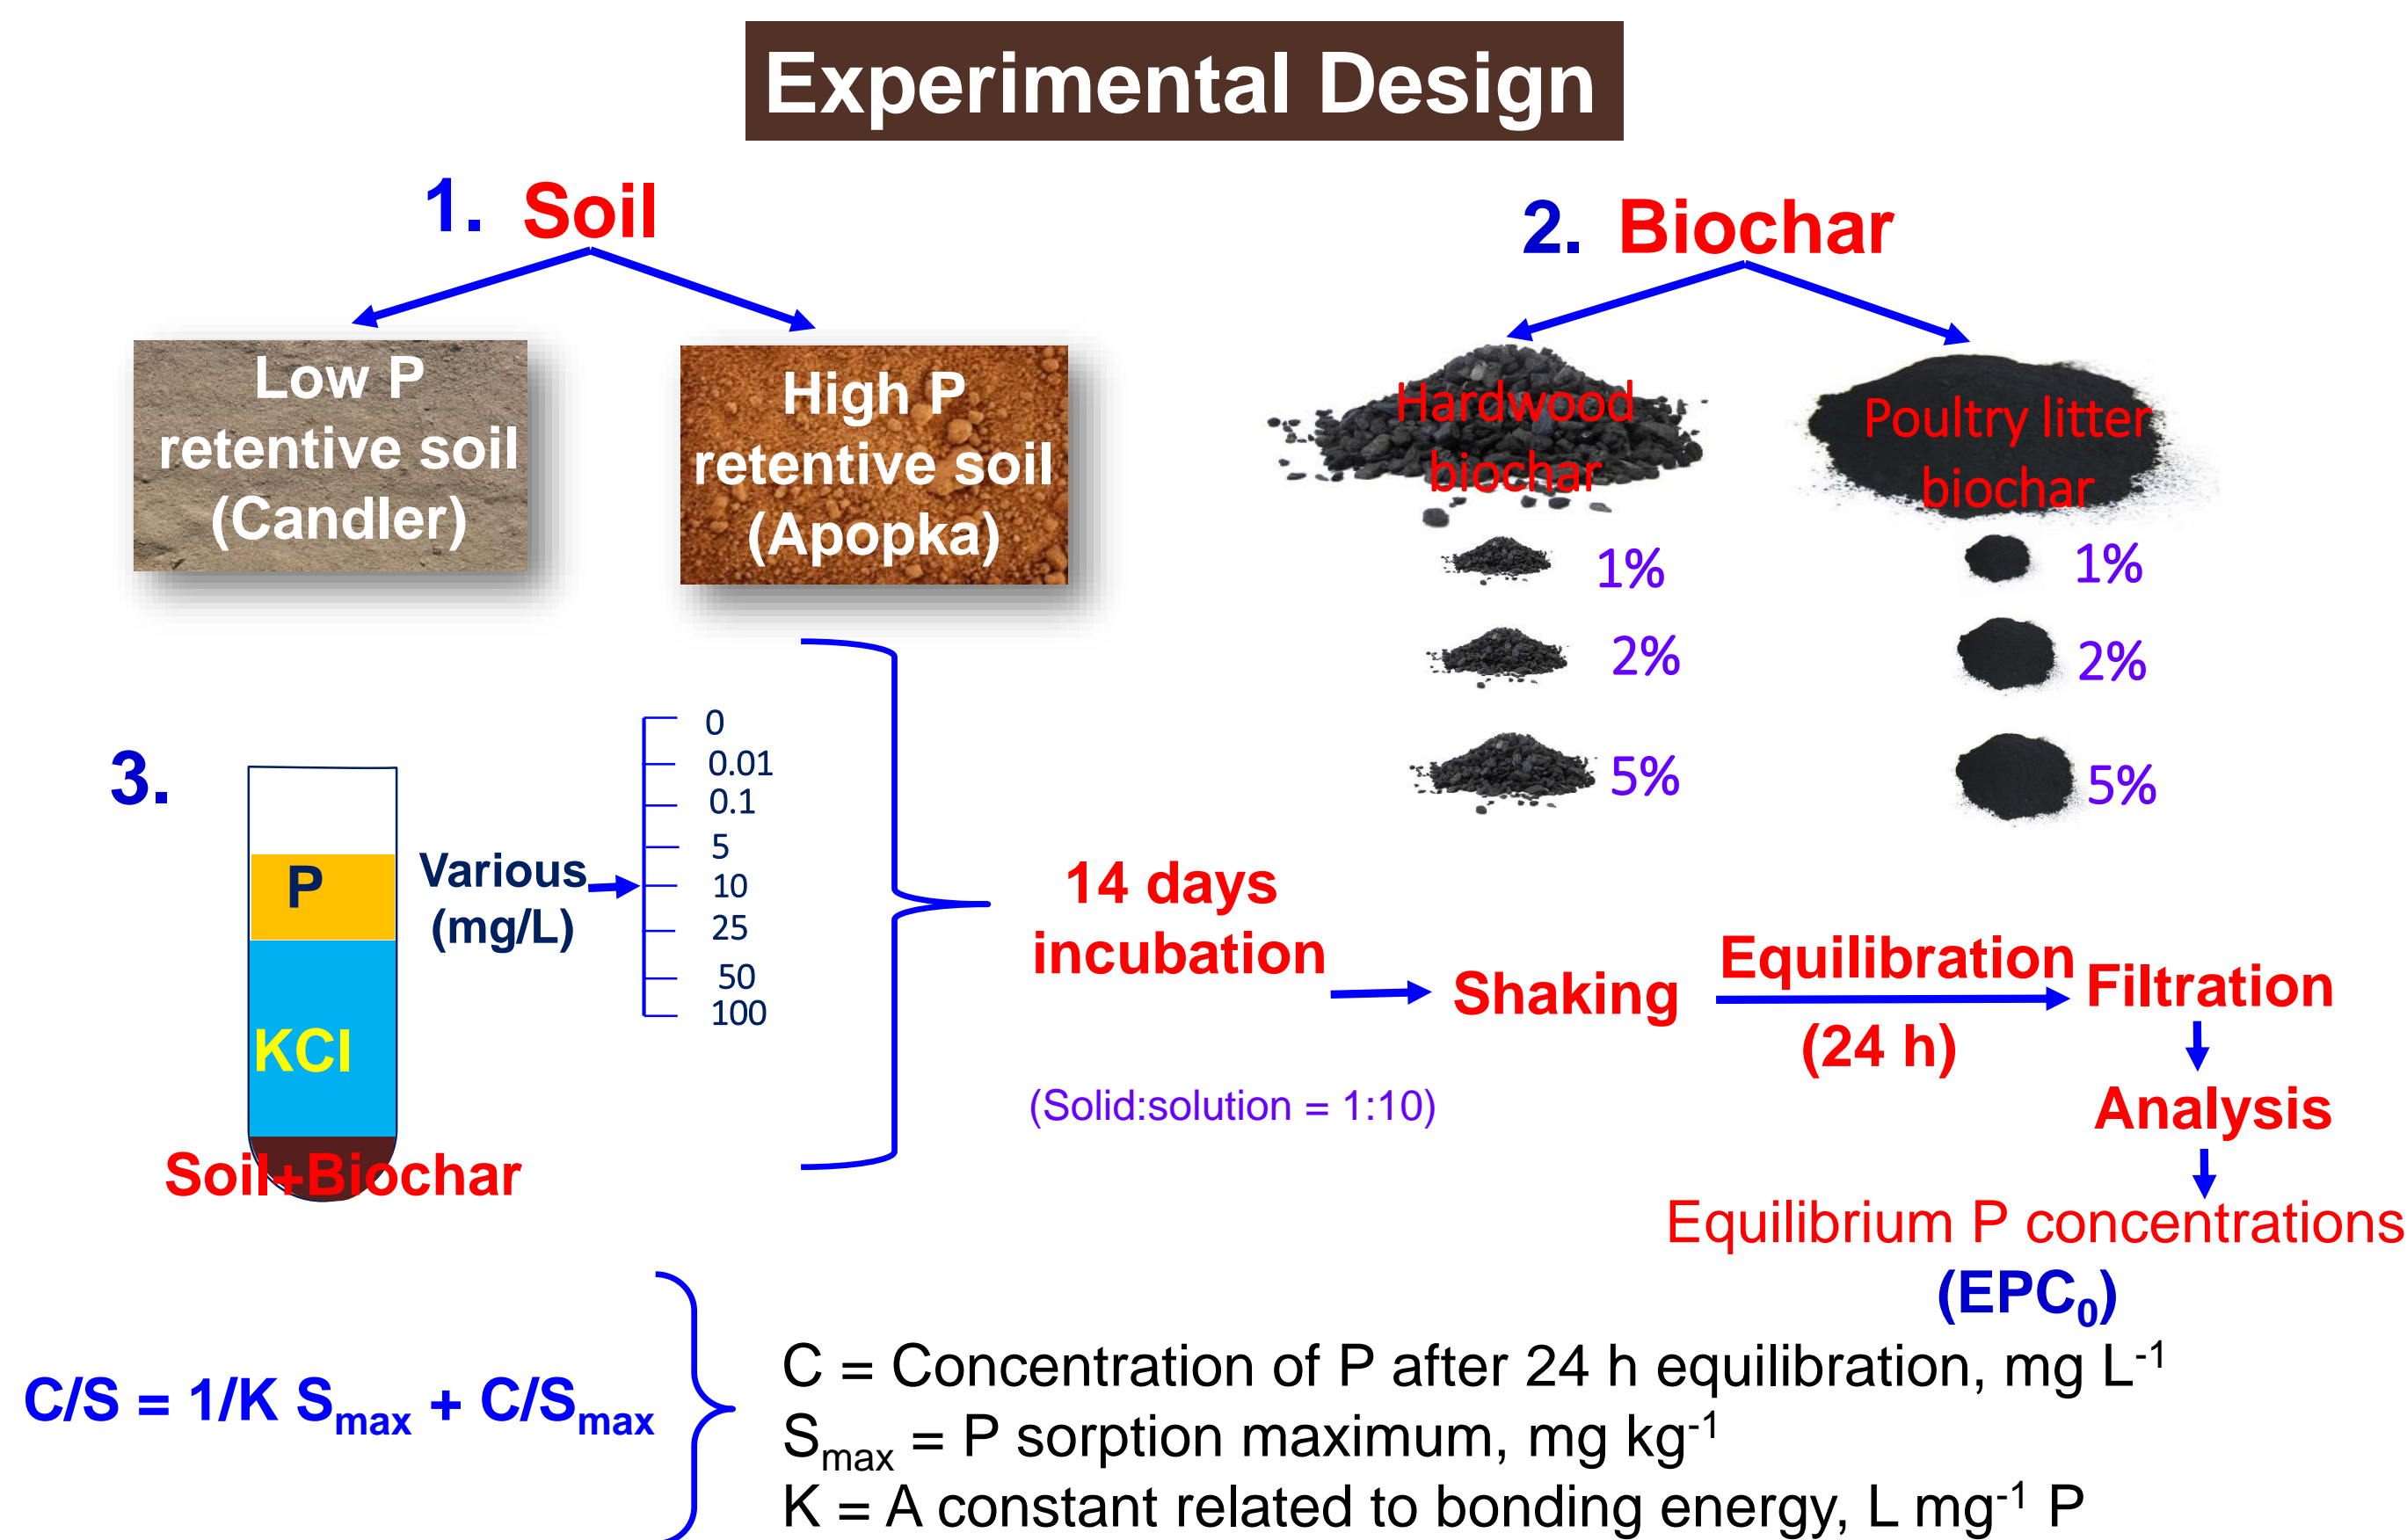 Experimental Design
1. Soil
Low P
retentive soil
(Candler)
High P
retentive soil
(Apopka)
2. Biochar
Hardwood
biochar
1%
2%
5%
Poultry litter
biochar
1%
2%
5%
3.
P
KCl
Soil+Biochar
Various
(mg/L)
0
0.01
0.1
5
10
25
50
100
14 days
incubation
(Solid:solution = 1:10)
Shaking
Equilibration
(24 h)
Filtration
Analysis
Equilibrium P concentrations
(EPC₀)
C/S = 1/K Sₘₐₓ + C/Sₘₐₓ
C = Concentration of P after 24 h equilibration, mg L⁻¹
Sₘₐₓ = P sorption maximum, mg kg⁻¹
K = A constant related to bonding energy, L mg⁻¹ P